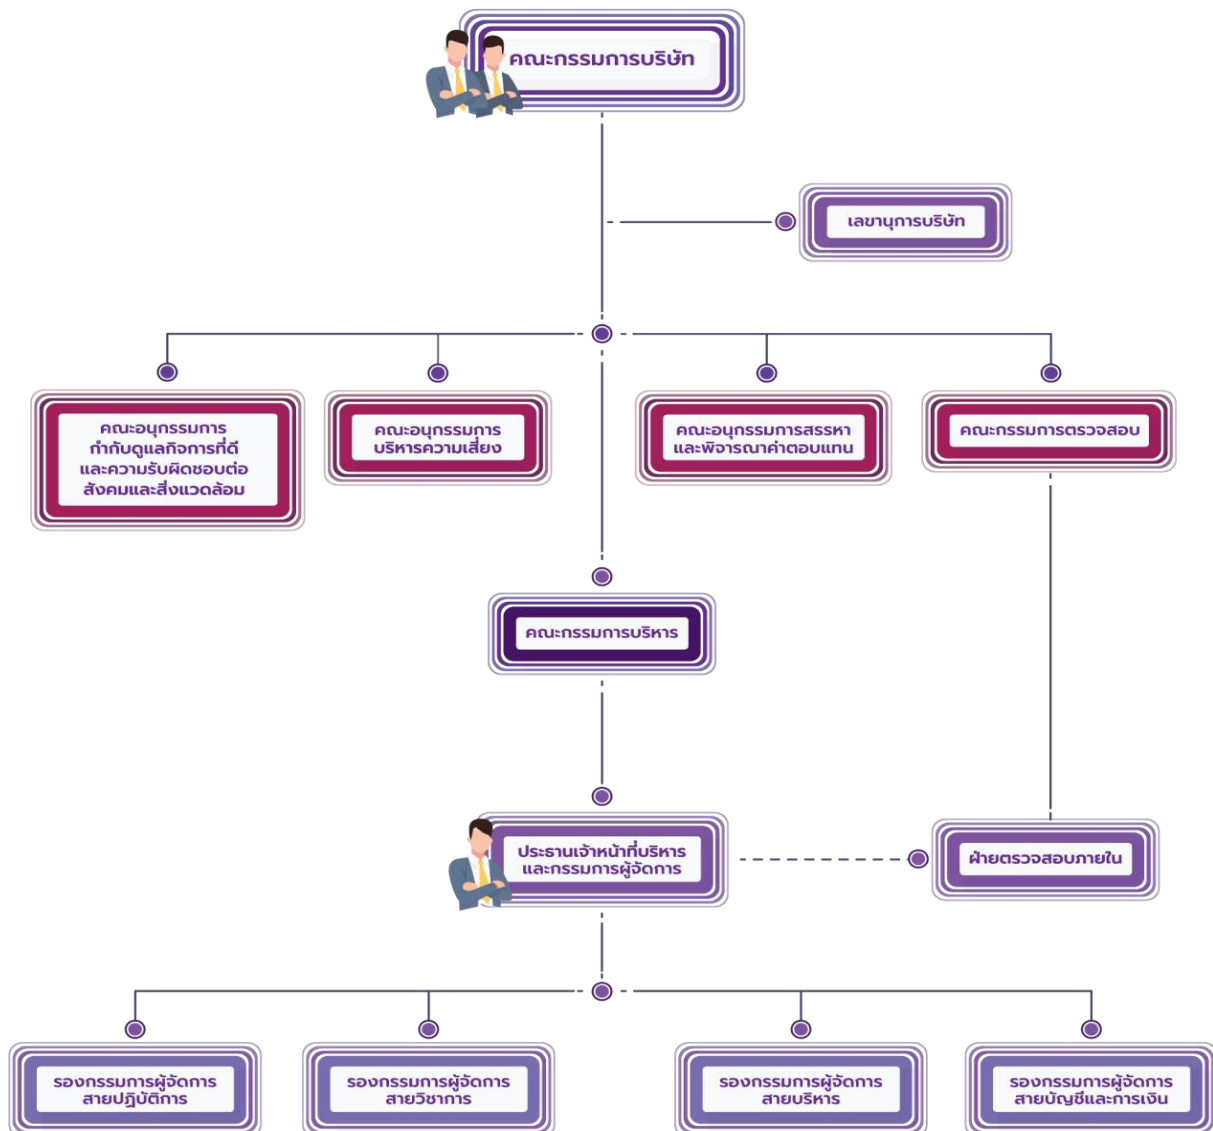 คณะกรรมการบริษัท
เลขานุการบริษัท
คณะอนุกรรมการ
กำกับดูแลกิจการที่ดี
และความรับผิดชอบต่อ
สังคมและสิ่งแวดล้อม
คณะอนุกรรมการ
บริหารความเสี่ยง
คณะอนุกรรมการสรรหา
และพิจารณาค่าตอบแทน
คณะกรรมการตรวจสอบ
คณะกรรมการบริหาร
ประธานเจ้าหน้าที่บริหาร
และกรรมการผู้จัดการ
ฝ่ายตรวจสอบภายใน
รองกรรมการผู้จัดการ
สายปฏิบัติการ
รองกรรมการผู้จัดการ
สายวิชาการ
รองกรรมการผู้จัดการ
สายบริหาร
รองกรรมการผู้จัดการ
สายบัญชีและการเงิน